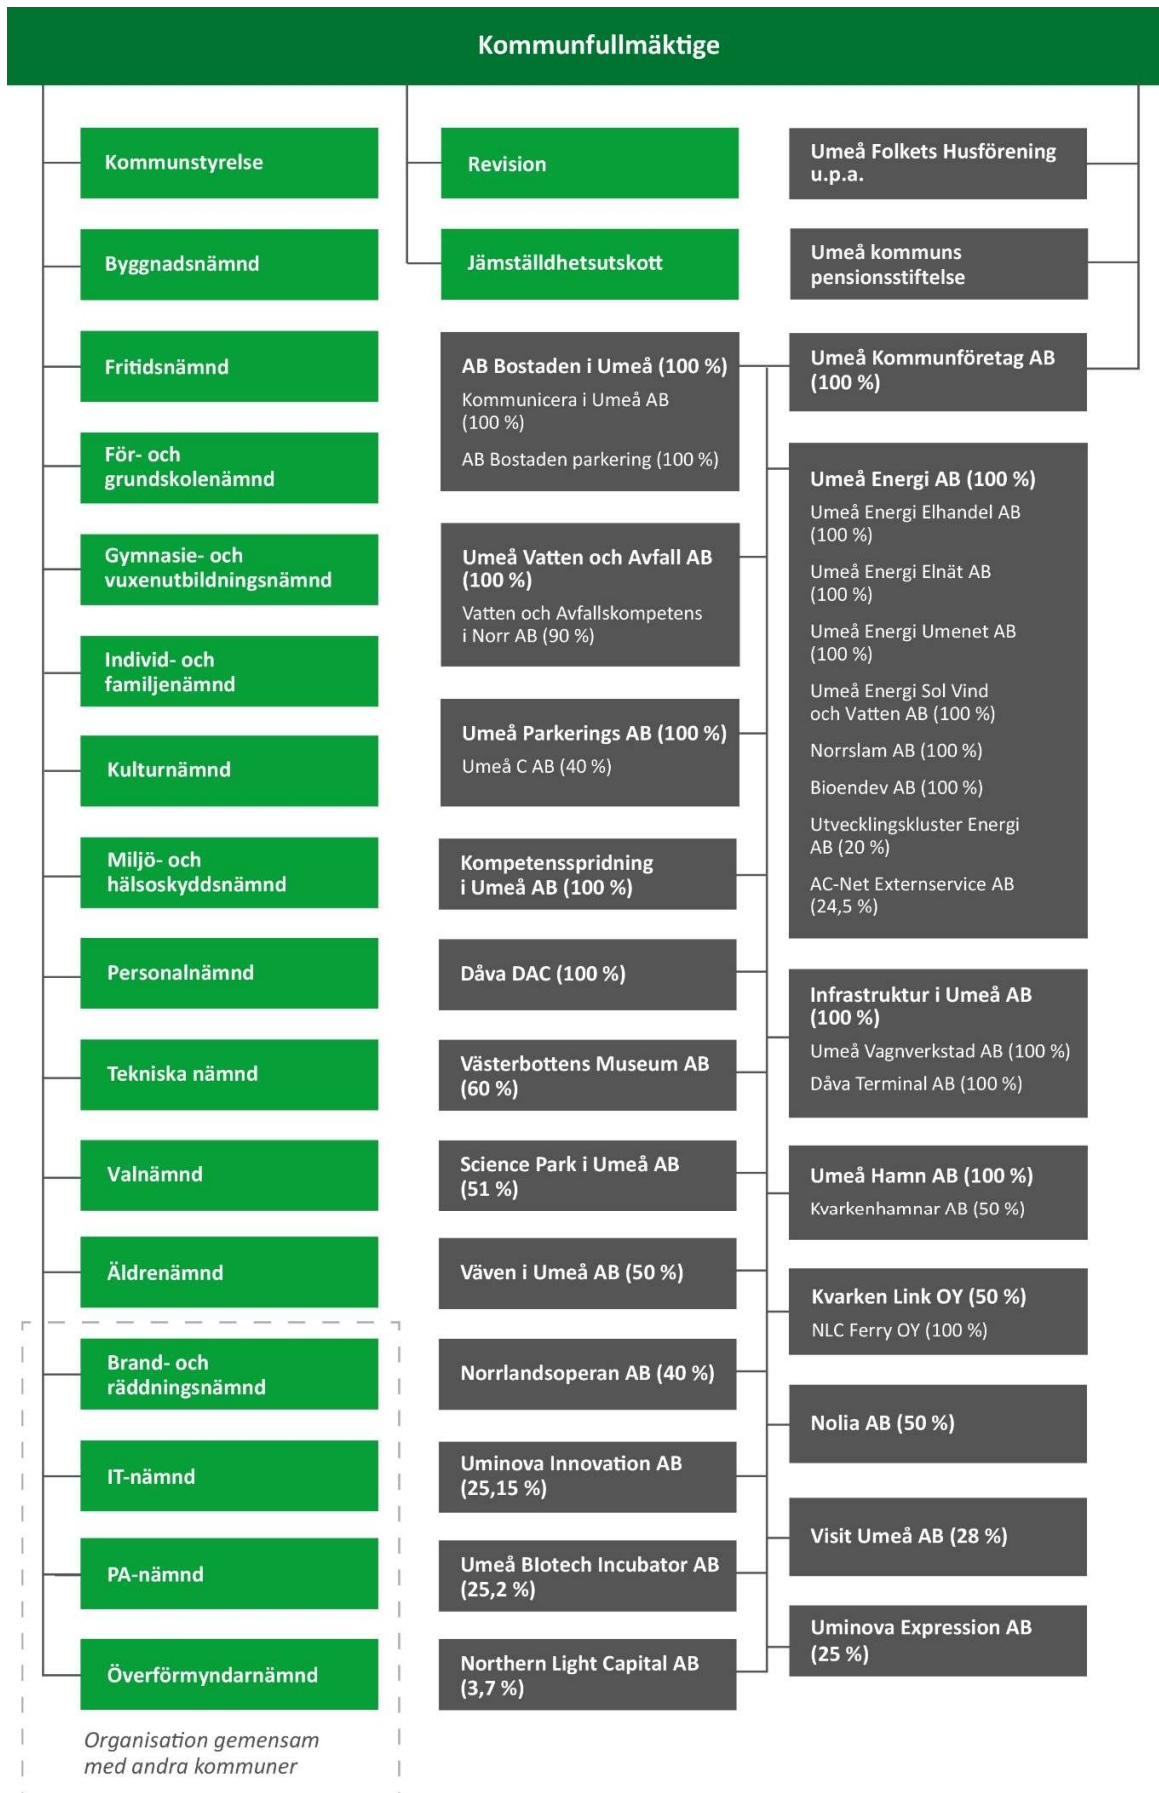 Kommunfullmäktige
Kommunstyrelse
Byggnadsnämnd
Fritidsnämnd
För- och
grundskolenämnd
Gymnasie- och
vuxenutbildningsnämnd
Individ- och
familjenämnd
Kulturnämnd
Miljö- och
hälsoskyddsnämnd
Personalnämnd
Tekniska nämnd
Valnämnd
Äldrenämnd
Brand- och
räddningsnämnd
IT-nämnd
PA-nämnd
Överförmyndarnämnd
Organisation gemensam
med andra kommuner
Revision
Jämställdhetsutskott
AB Bostaden i Umeå (100 %)
Kommunicera i Umeå AB
(100 %)
AB Bostaden parkering (100 %)
Umeå Vatten och Avfall AB
(100 %)
Vatten och Avfallskompetens
i Norr AB (90 %)
Umeå Parkerings AB (100 %)
Umeå C AB (40 %)
Kompetensspridning
i Umeå AB (100 %)
Dåva DAC (100 %)
Västerbottens Museum AB
(60 %)
Science Park i Umeå AB
(51 %)
Väven i Umeå AB (50 %)
Norrlandsoperan AB (40 %)
Uminova Innovation AB
(25,15 %)
Umeå BIotech Incubator AB
(25,2 %)
Northern Light Capital AB
(3,7 %)
Umeå Folkets Husförening
u.p.a.
Umeå kommuns
pensionsstiftelse
Umeå Kommunföretag AB
(100 %)
Umeå Energi AB (100 %)
Umeå Energi Elhandel AB
(100 %)
Umeå Energi Elnät AB
(100 %)
Umeå Energi Umenet AB
(100 %)
Umeå Energi Sol Vind
och Vatten AB (100 %)
Norrslam AB (100 %)
Bioendev AB (100 %)
Utvecklingskluster Energi
AB (20 %)
AC-Net Externservice AB
(24,5 %)
Infrastruktur i Umeå AB
(100 %)
Umeå Vagnverkstad AB (100 %)
Dåva Terminal AB (100 %)
Umeå Hamn AB (100 %)
Kvarkenhamnar AB (50 %)
Kvarken Link OY (50 %)
NLC Ferry OY (100 %)
Nolia AB (50 %)
Visit Umeå AB (28 %)
Uminova Expression AB
(25 %)